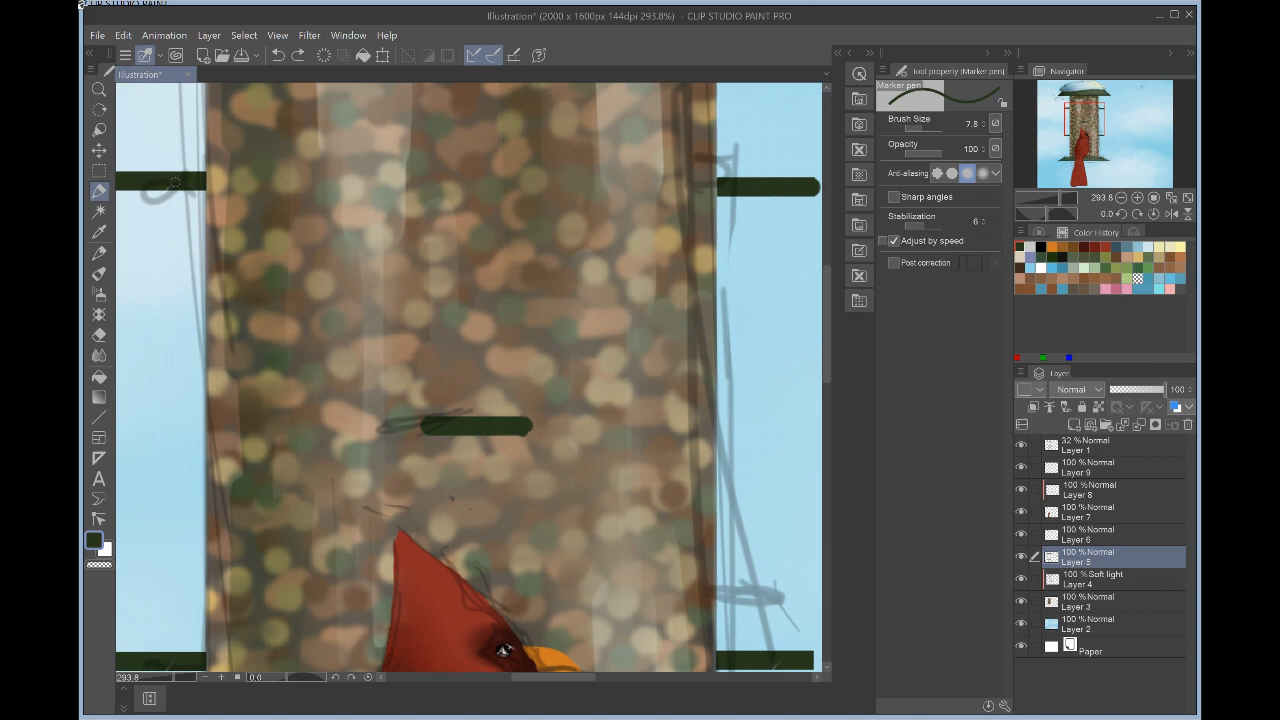 CLIP STUDIO PAINT
Illustration* (2000 x 1600px 144dpi 293.8%) - CLIP STUDIO PAINT PRO
File Edit Animation Layer Select View Filter Window Help
Illustration*
Tool property [Marker pen]
Navigator
Marker pen
Brush Size 7.8
Opacity 100
Anti-aliasing
Sharp angles
Stabilization 6
Adjust by speed
Post correction
293.8
0.0
Color History
Layer
Normal 100
32 %Normal
Layer 1
100 %Normal
Layer 9
100 %Normal
Layer 8
100 %Normal
Layer 7
100 %Normal
Layer 6
100 %Normal
Layer 5
100 %Soft light
Layer 4
100 %Normal
Layer 3
100 %Normal
Layer 2
Paper
293.8 0.0